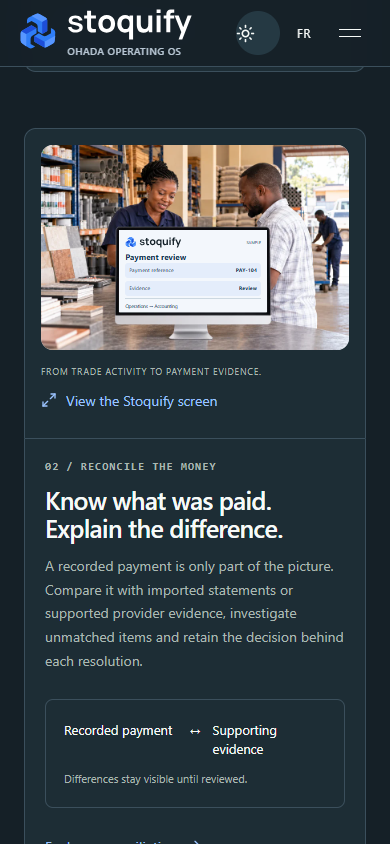 stoquify
OHADA OPERATING OS
FR
stoquify
SAMPLE
Payment review
Payment reference PAY-104
Evidence Review
Operations — Accounting
FROM TRADE ACTIVITY TO PAYMENT EVIDENCE.
View the Stoquify screen
02 / RECONCILE THE MONEY
Know what was paid.
Explain the difference.
A recorded payment is only part of the picture.
Compare it with imported statements or
supported provider evidence, investigate
unmatched items and retain the decision behind
each resolution.
Recorded payment ↔ Supporting
evidence
Differences stay visible until reviewed.